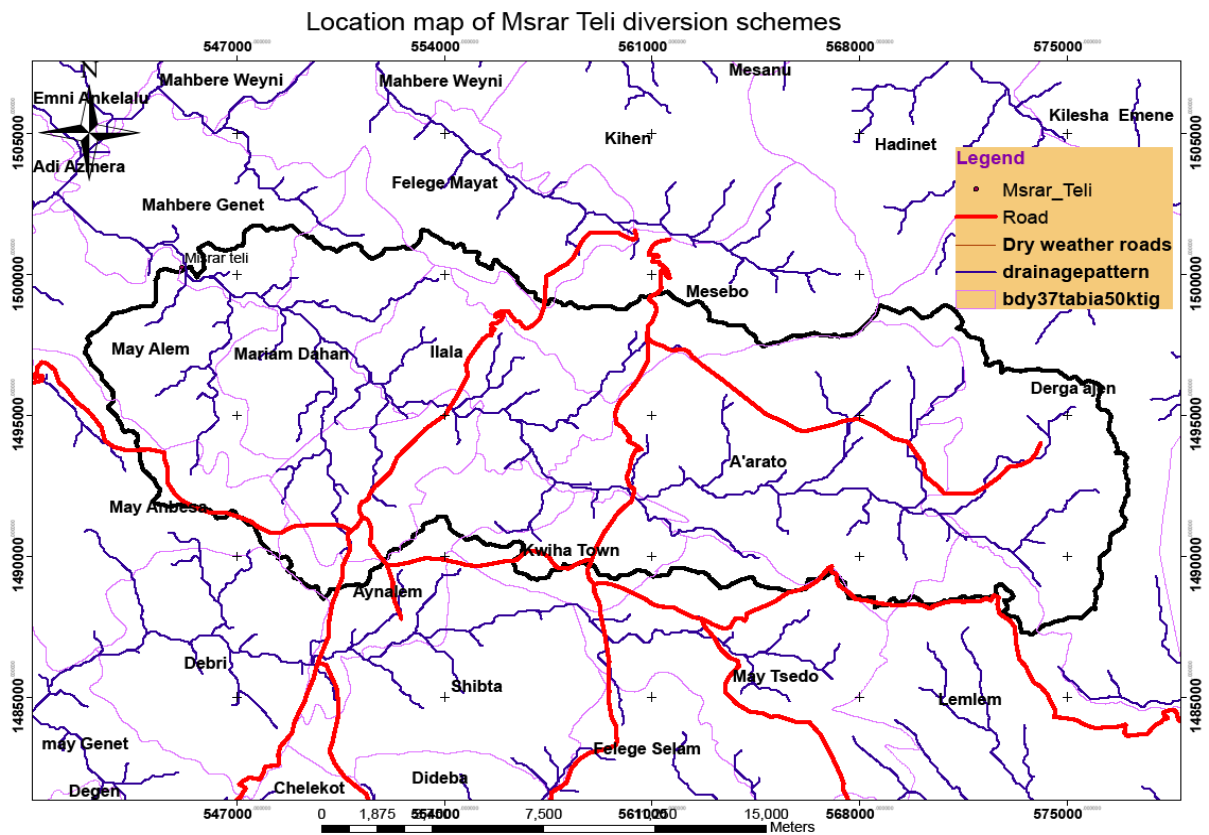 Location map of Msrar Teli diversion schemes
547000 554000 561000 568000 575000
N
Mahbere Weyni
Mahbere Weyni
Mesanu
Emni Ankelalu
Kilesha Emene
1505000
1505000
Kihen
Hadinet
Adi Azmera
Felege Mayat
Mahbere Genet
Legend
Msrar_Teli
Road
Dry weather roads
drainagepattern
bdy37tabia50ktig
Misrar teli
1500000
1500000
Mesebo
May Alem
Mariam Dahan
Ilala
Derga ajen
1495000
1495000
A'arato
May Anbesa
Kwiha Town
1490000
1490000
Aynalem
Debri
Shibta
May Tsedo
Lemlem
1485000
1485000
may Genet
Felege Selam
Dideba
Chelekot
Degen
547000 554000 561000 568000 575000
0 1,875 7,500 15,000
Meters